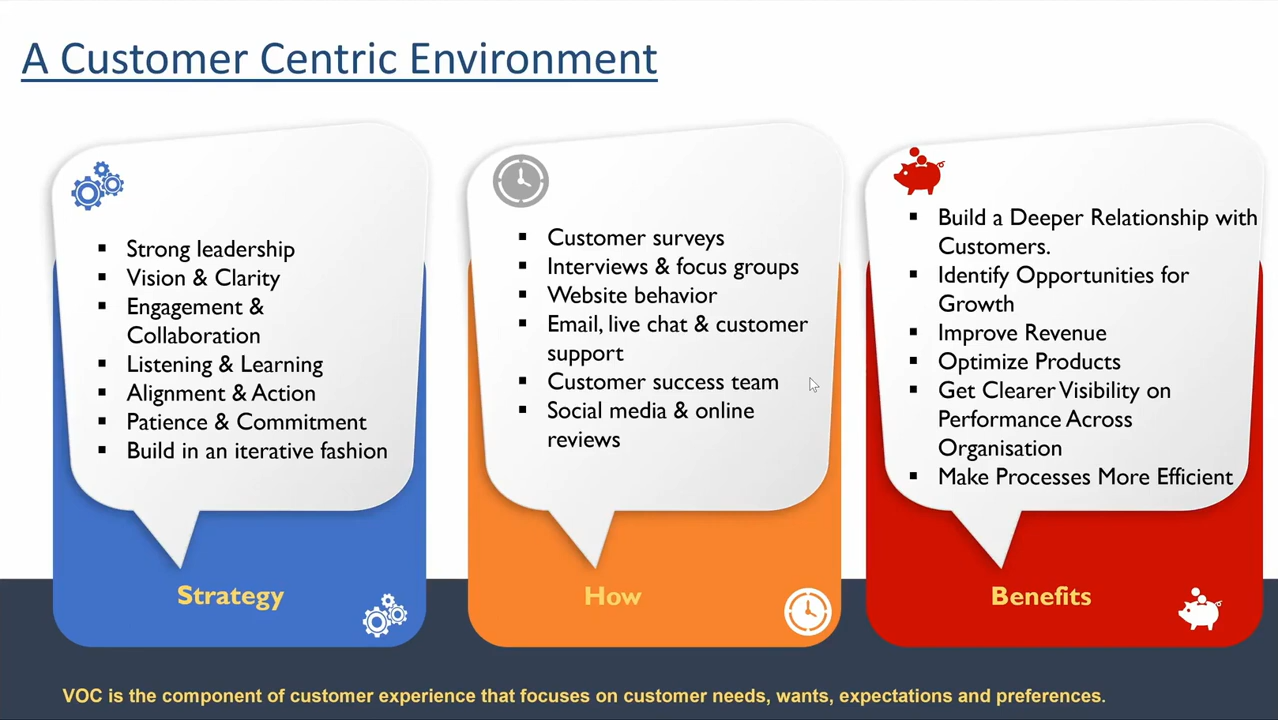 A Customer Centric Environment
Strong leadership
Vision & Clarity
Engagement &
Collaboration
Listening & Learning
Alignment & Action
Patience & Commitment
Build in an iterative fashion
Strategy
Customer surveys
Interviews & focus groups
Website behavior
Email, live chat & customer
support
Customer success team
Social media & online
reviews
How
Build a Deeper Relationship with
Customers.
Identify Opportunities for
Growth
Improve Revenue
Optimize Products
Get Clearer Visibility on
Performance Across
Organisation
Make Processes More Efficient
Benefits
VOC is the component of customer experience that focuses on customer needs, wants, expectations and preferences.